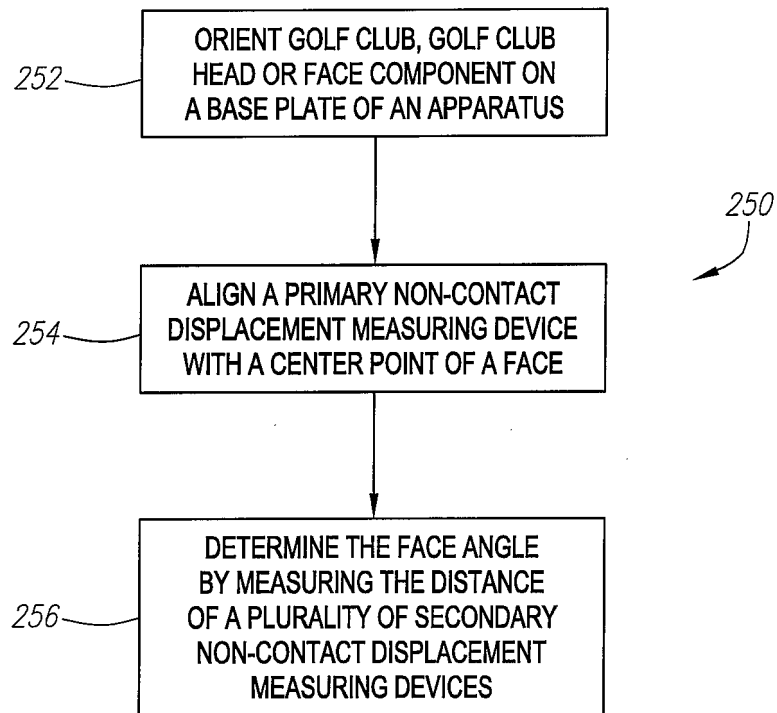 252
ORIENT GOLF CLUB, GOLF CLUB
HEAD OR FACE COMPONENT ON
A BASE PLATE OF AN APPARATUS
250
254
ALIGN A PRIMARY NON-CONTACT
DISPLACEMENT MEASURING DEVICE
WITH A CENTER POINT OF A FACE
256
DETERMINE THE FACE ANGLE
BY MEASURING THE DISTANCE
OF A PLURALITY OF SECONDARY
NON-CONTACT DISPLACEMENT
MEASURING DEVICES